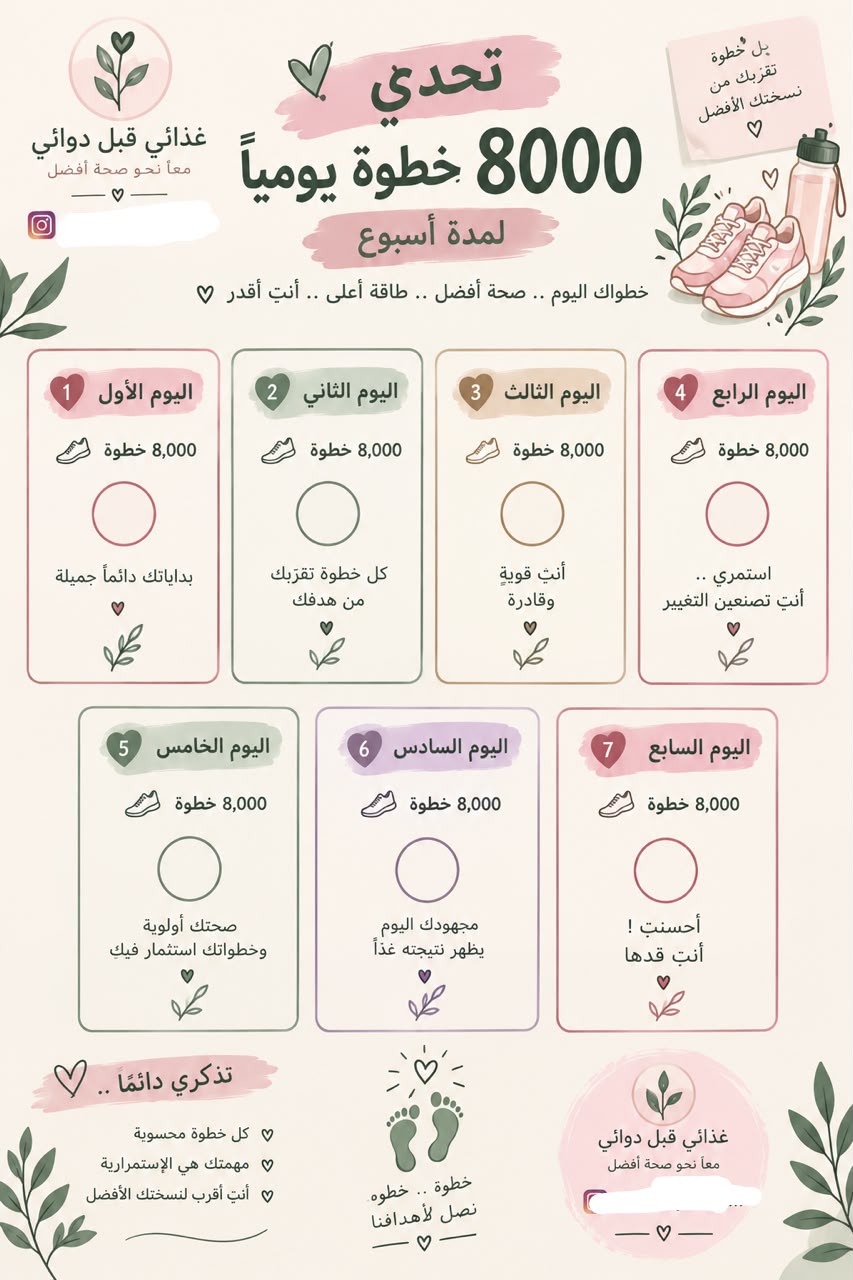 غذائي قبل دوائي
معاً نحو صحة أفضل
تحدي
8000 خطوة يومياً
لمدة أسبوع
خطواك اليوم .. صحة أفضل .. طاقة أعلى .. أنتِ أقدر
خطوة
تقرّبك من
نسختك الأفضل
1 اليوم الأول
8,000 خطوة
بداياتك دائماً جميلة
2 اليوم الثاني
8,000 خطوة
كل خطوة تقرّبك
من هدفك
3 اليوم الثالث
8,000 خطوة
أنتِ قويةٍ
وقادرة
4 اليوم الرابع
8,000 خطوة
استمري ..
أنتِ تصنعين التغيير
5 اليوم الخامس
8,000 خطوة
صحتك أولوية
وخطواتك استثمار فيكِ
6 اليوم السادس
8,000 خطوة
مجهودك اليوم
يظهر نتيجته غذاً
7 اليوم السابع
8,000 خطوة
أحسنتِ !
أنتِ قدها
تذكري دائمًا ..
كل خطوة محسوبة
مهمتك هي الإستمرارية
أنتِ أقرب لنسختك الأفضل
خطوة .. خطوه
نصل لأهدافنا
غذائي قبل دوائي
معاً نحو صحة أفضل